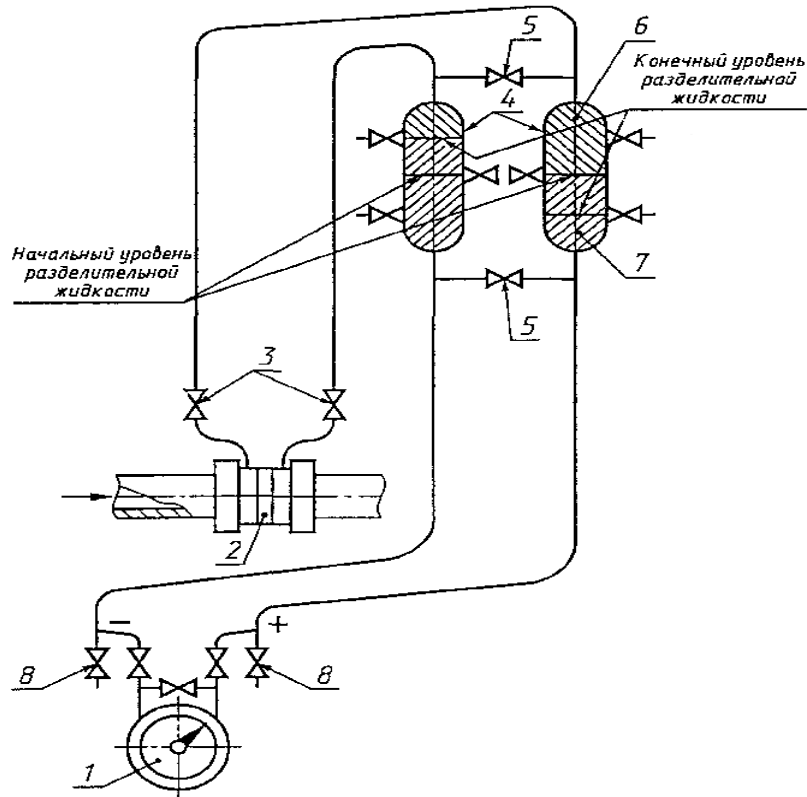 5
6
Конечный уровень
разделительной
жидкости
4
Начальный уровень
разделительной
жидкости
7
5
3
2
− +
8
8
1